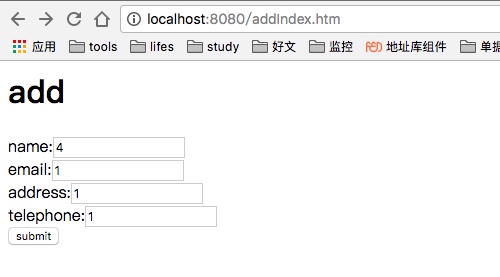 localhost:8080/addIndex.htm
应用 tools lifes study 好文 监控 地址库组件 单据
add
name: 4
email: 1
address: 1
telephone: 1
submit